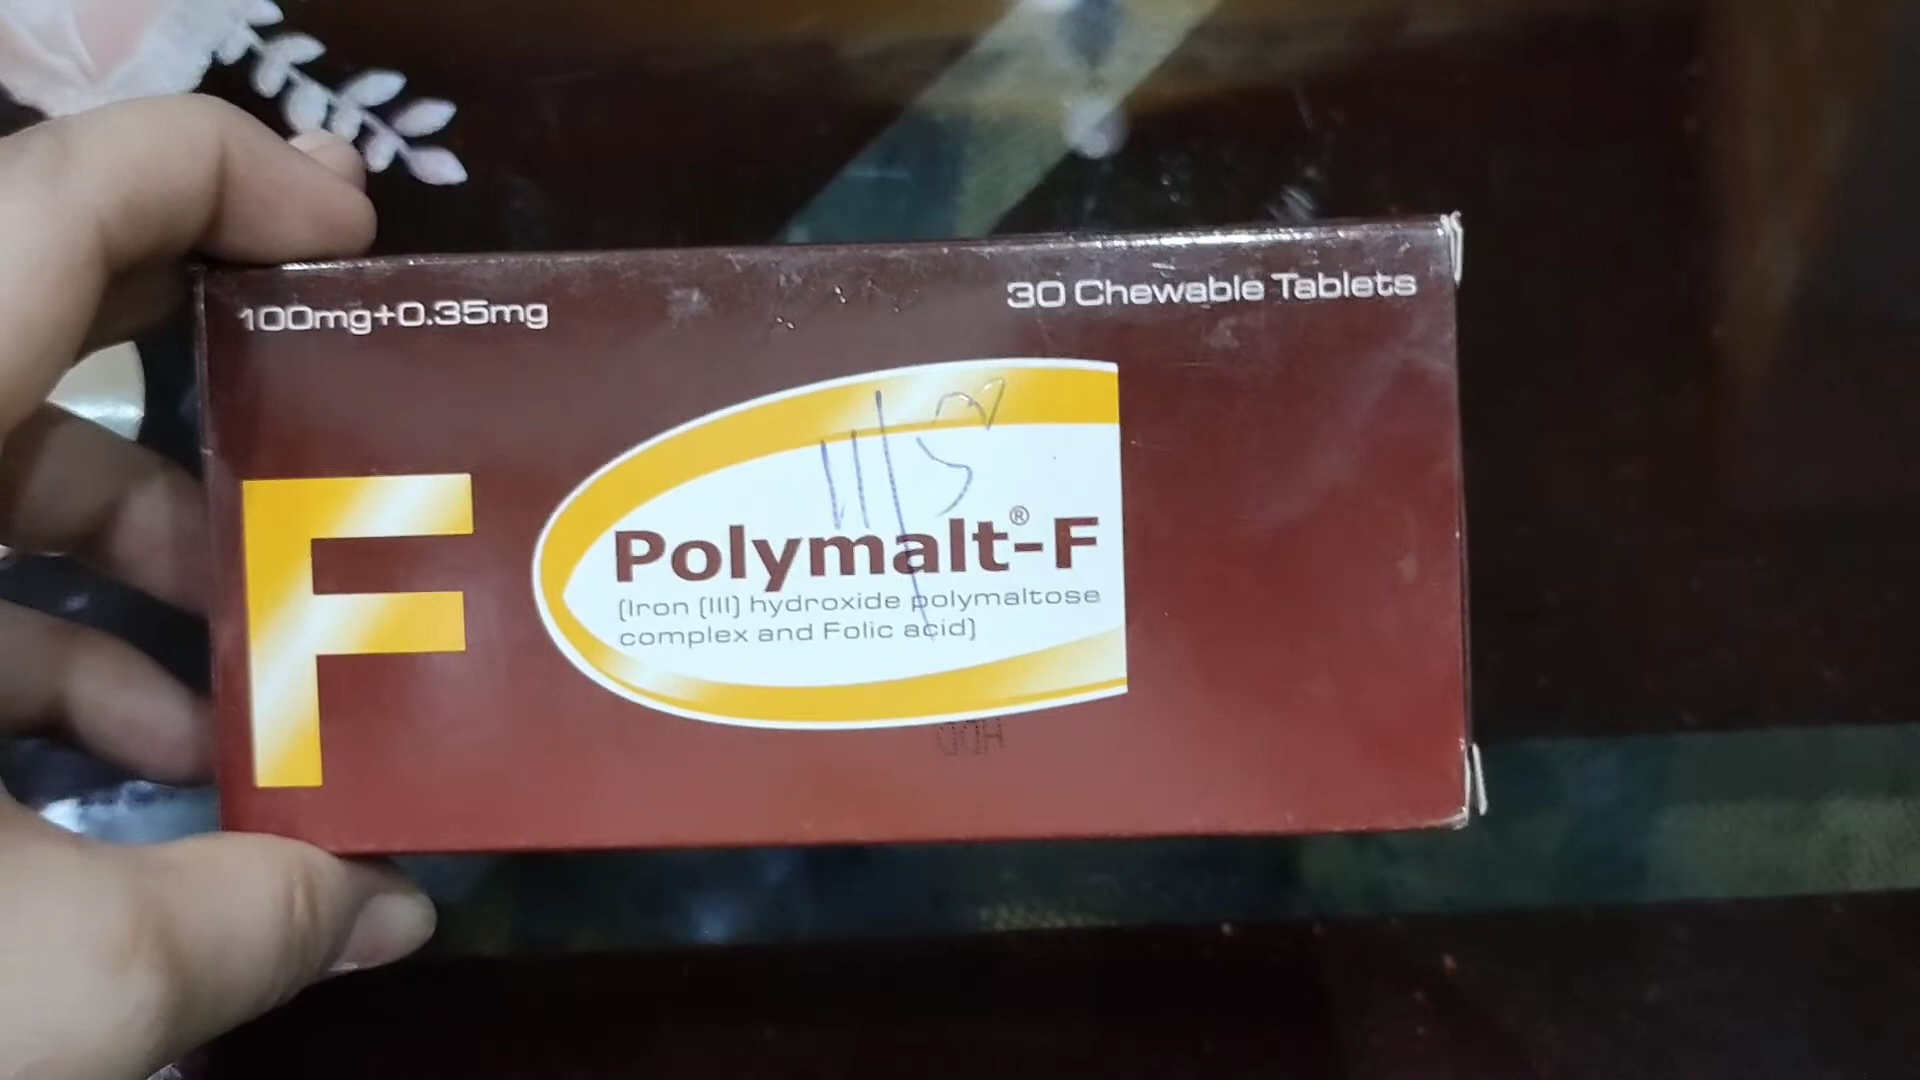 100mg+0.35mg
30 Chewable Tablets
F
Polymalt®-F
(Iron (III) hydroxide polymaltose
complex and Folic acid)